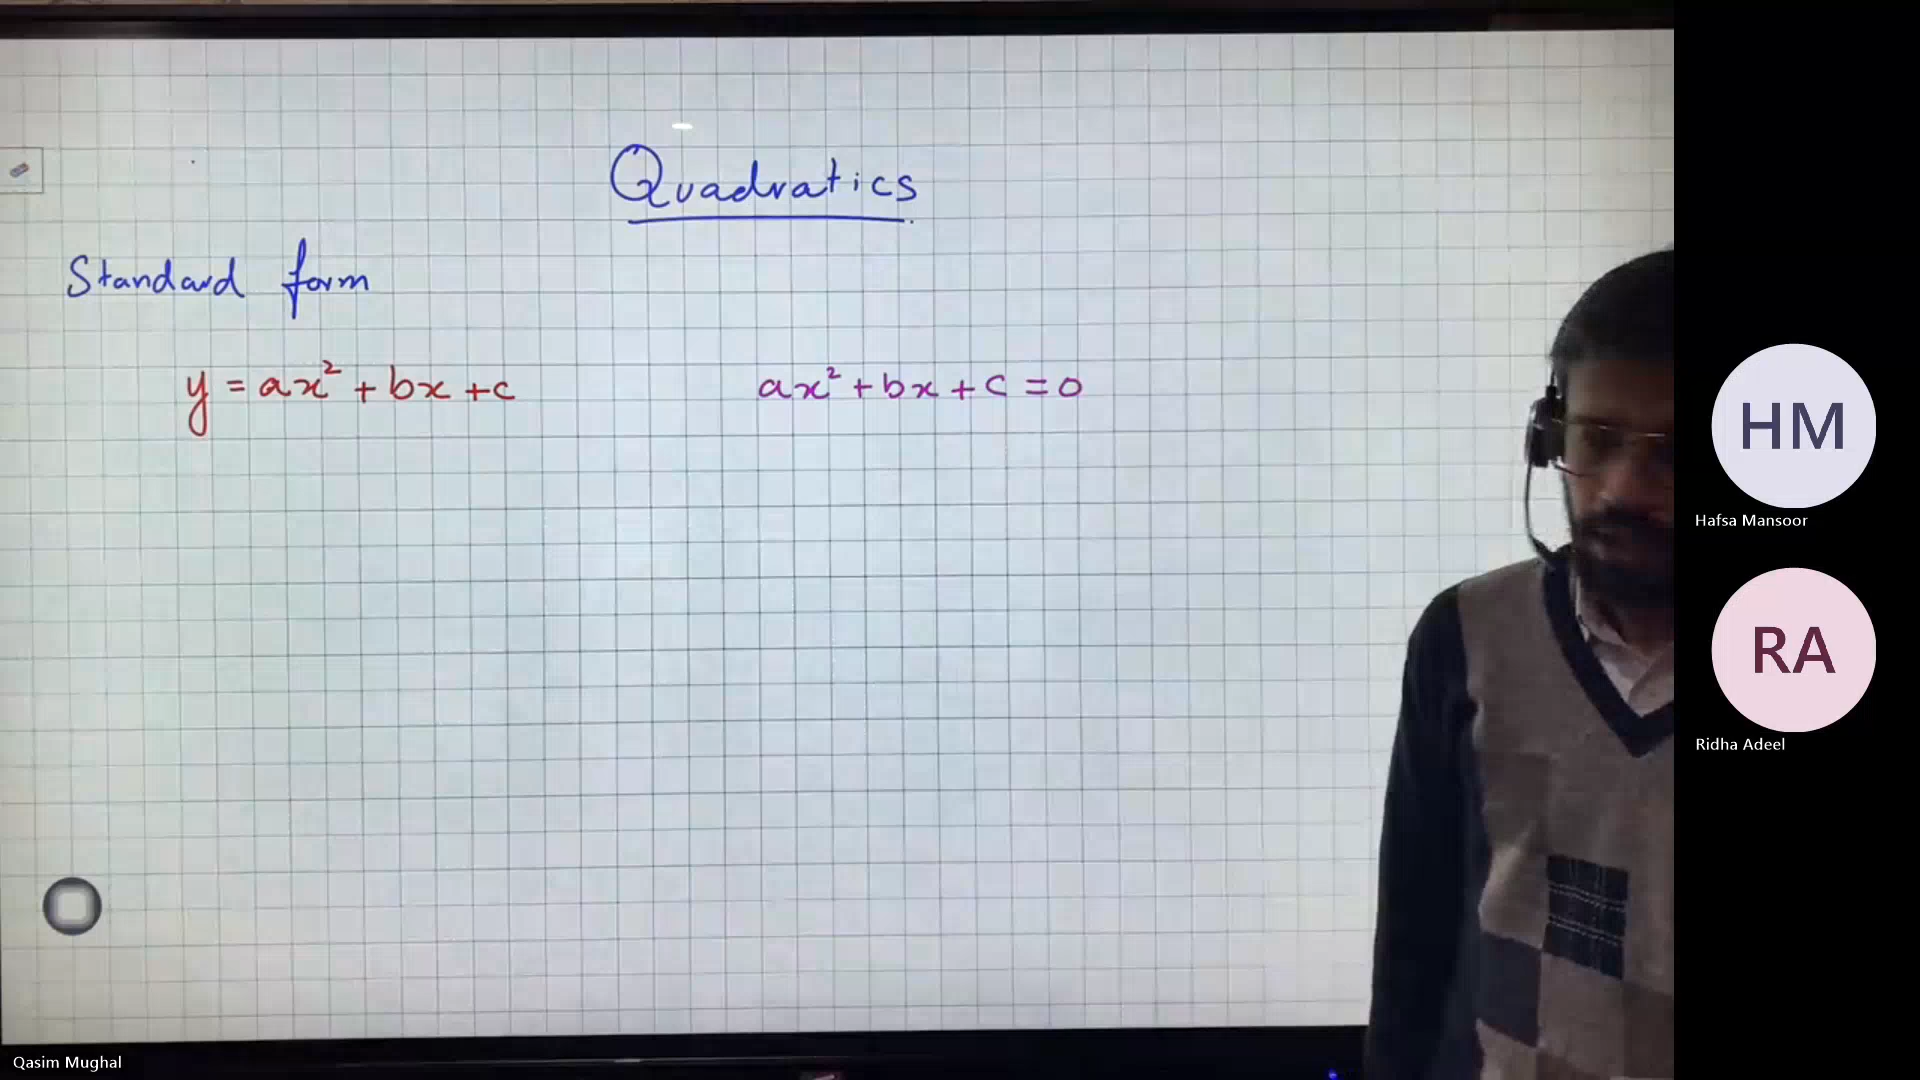 Quadratics
Standard form
y = ax² + bx + c
ax² + bx + c = 0
HM
Hafsa Mansoor
RA
Ridha Adeel
Qasim Mughal